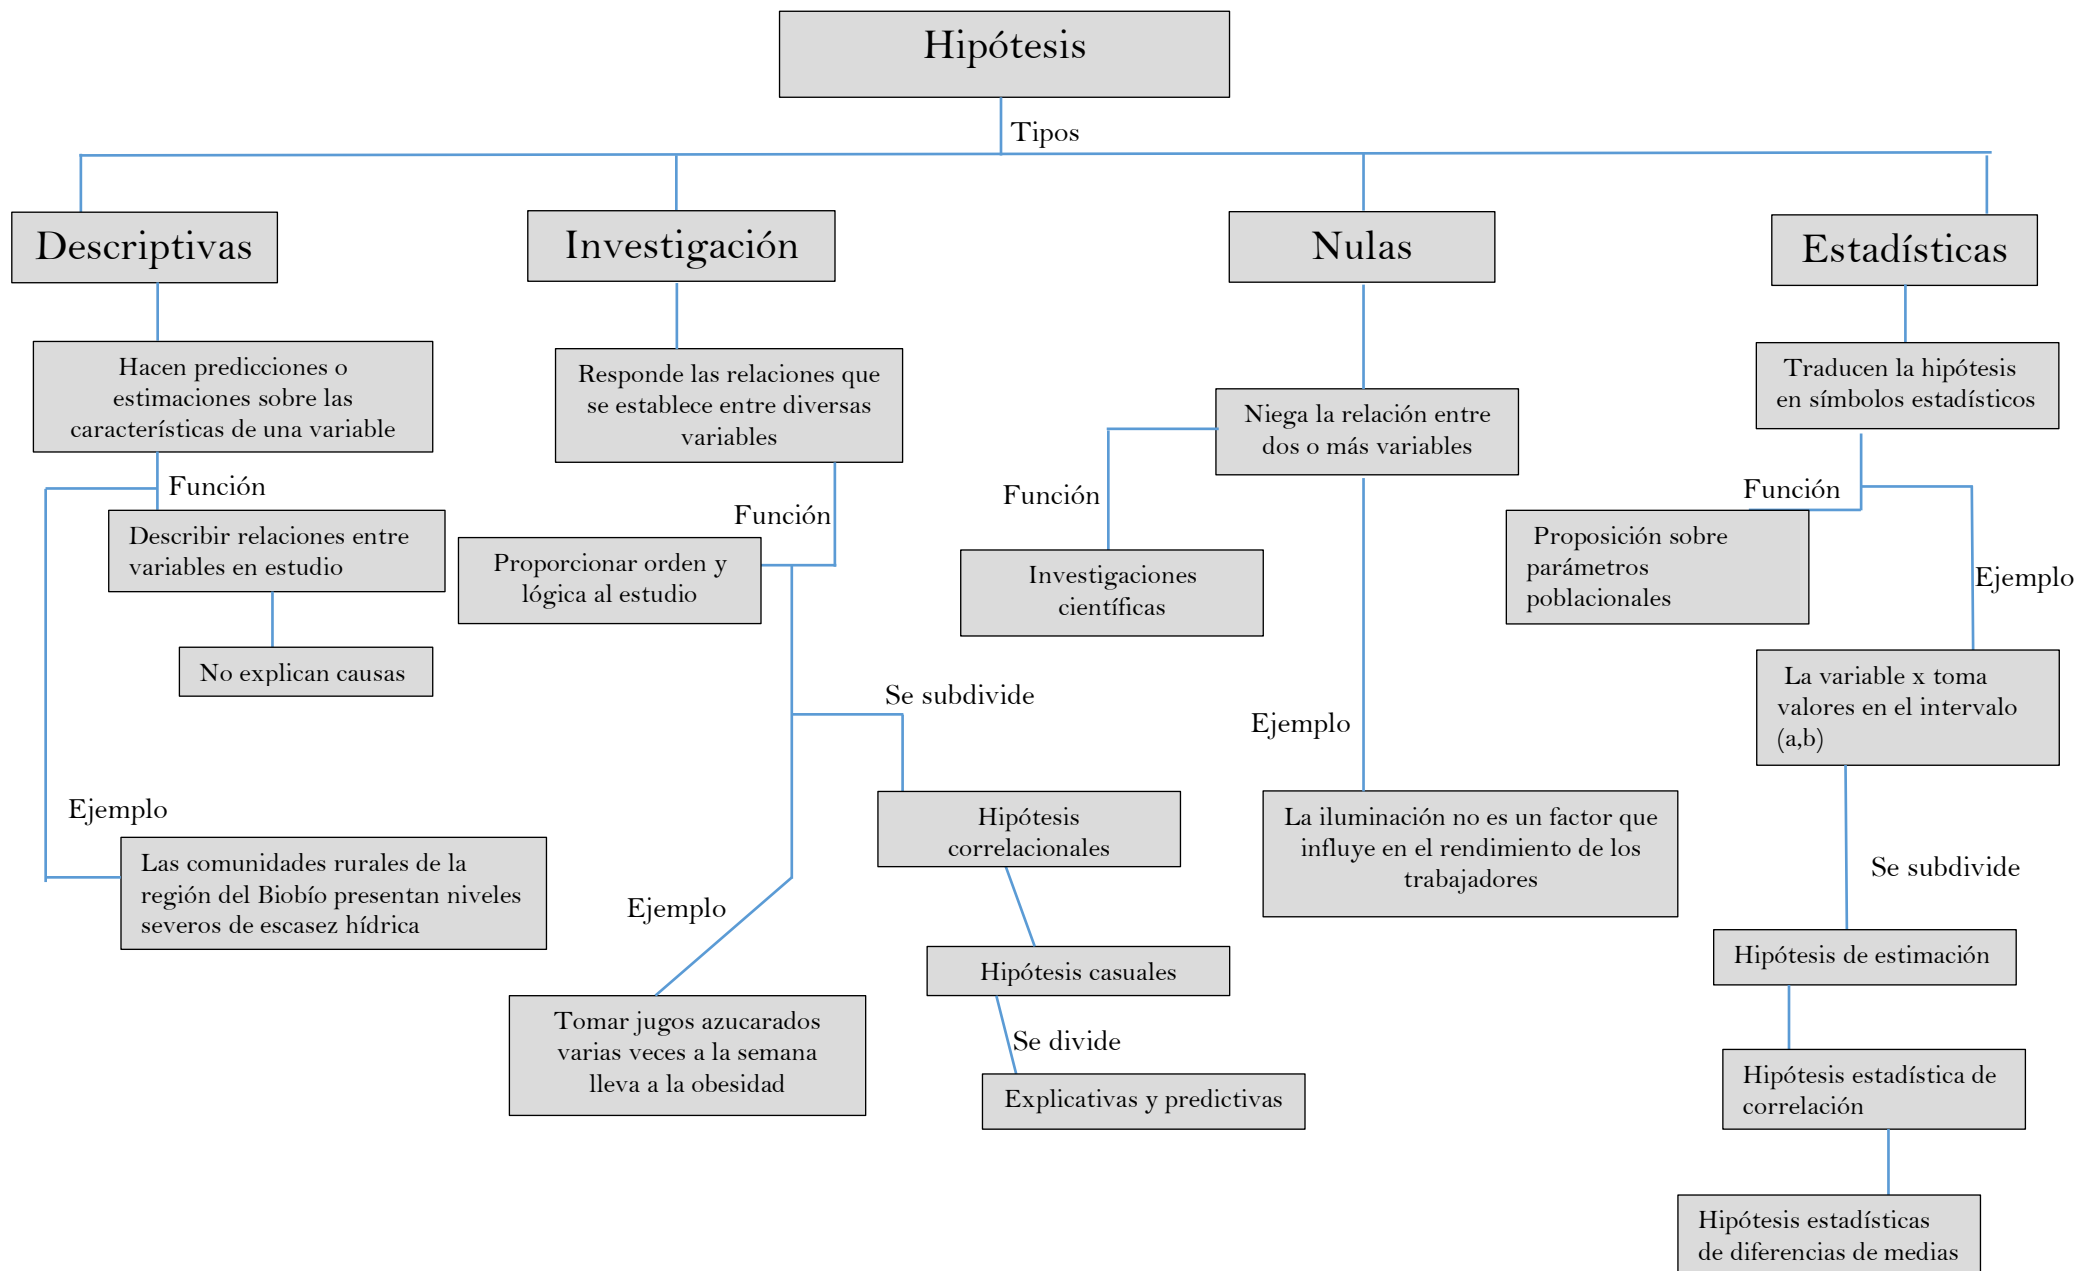 Hipótesis
Tipos
Descriptivas
Investigación
Nulas
Estadísticas
Hacen predicciones o
estimaciones sobre las
características de una variable
Función
Describir relaciones entre
variables en estudio
No explican causas
Ejemplo
Las comunidades rurales de la
región del Biobío presentan niveles
severos de escasez hídrica
Responde las relaciones que
se establece entre diversas
variables
Función
Proporcionar orden y
lógica al estudio
Se subdivide
Hipótesis
correlacionales
Hipótesis casuales
Se divide
Explicativas y predictivas
Ejemplo
Tomar jugos azucarados
varias veces a la semana
lleva a la obesidad
Niega la relación entre
dos o más variables
Función
Investigaciones
científicas
Ejemplo
La iluminación no es un factor que
influye en el rendimiento de los
trabajadores
Traducen la hipótesis
en símbolos estadísticos
Función
Proposición sobre
parámetros
poblacionales
Ejemplo
La variable x toma
valores en el intervalo
(a,b)
Se subdivide
Hipótesis de estimación
Hipótesis estadística de
correlación
Hipótesis estadísticas
de diferencias de medias